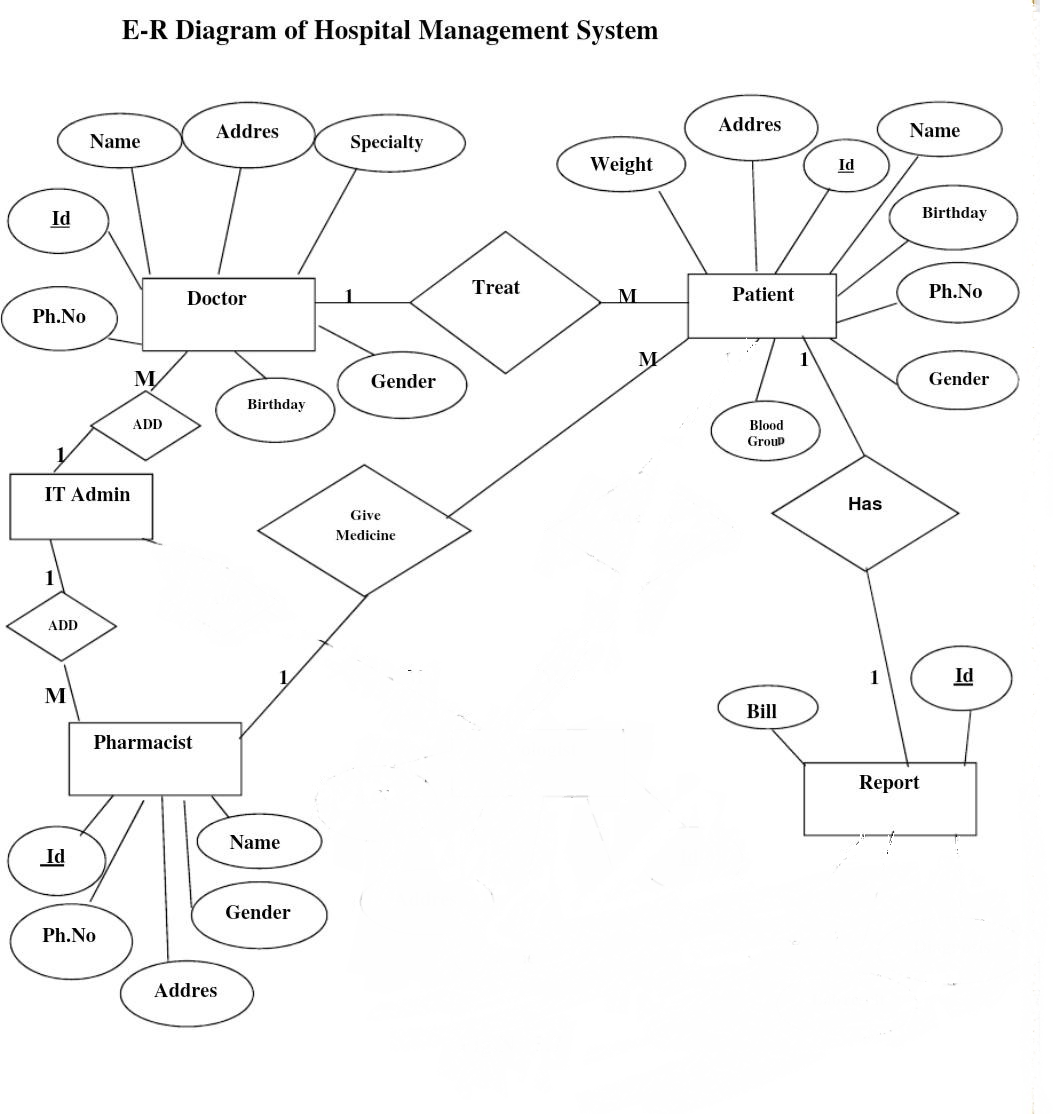 E-R Diagram of Hospital Management System
Name
Addres
Specialty
Id
Ph.No
Doctor
Birthday
Gender
1
Treat
M
Weight
Addres
Id
Name
Birthday
Ph.No
Gender
Patient
Blood
Group
M
ADD
1
IT Admin
1
ADD
M
Pharmacist
Id
Ph.No
Addres
Gender
Name
M
Give
Medicine
1
1
Has
1
Bill
Id
Report